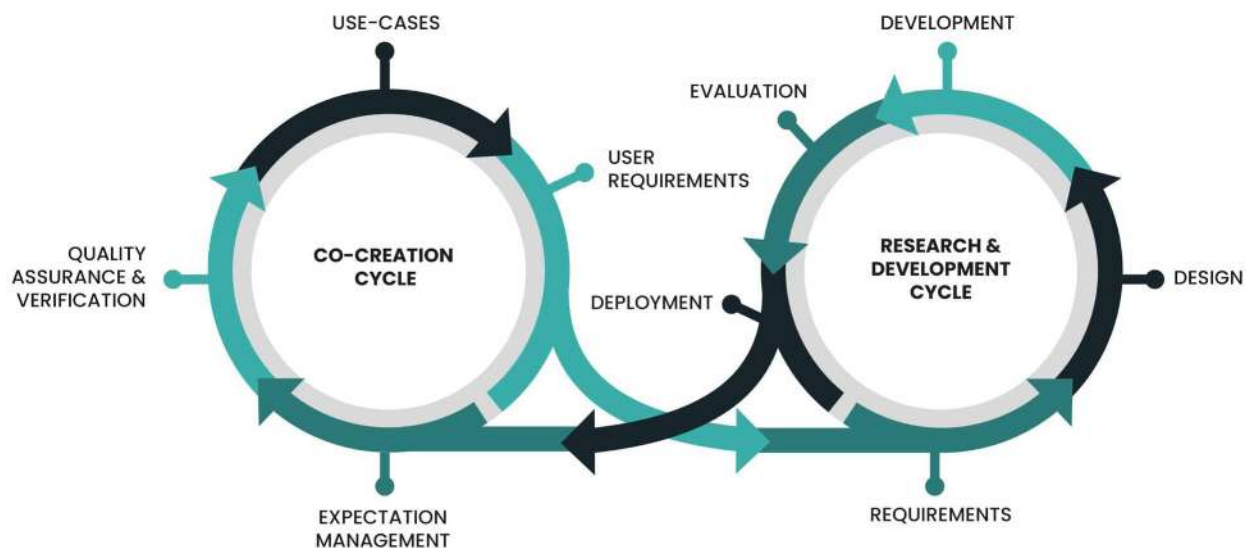 USE-CASES
DEVELOPMENT
EVALUATION
USER
REQUIREMENTS
QUALITY
ASSURANCE &
VERIFICATION
CO-CREATION
CYCLE
RESEARCH &
DEVELOPMENT
CYCLE
DESIGN
DEPLOYMENT
EXPECTATION
MANAGEMENT
REQUIREMENTS